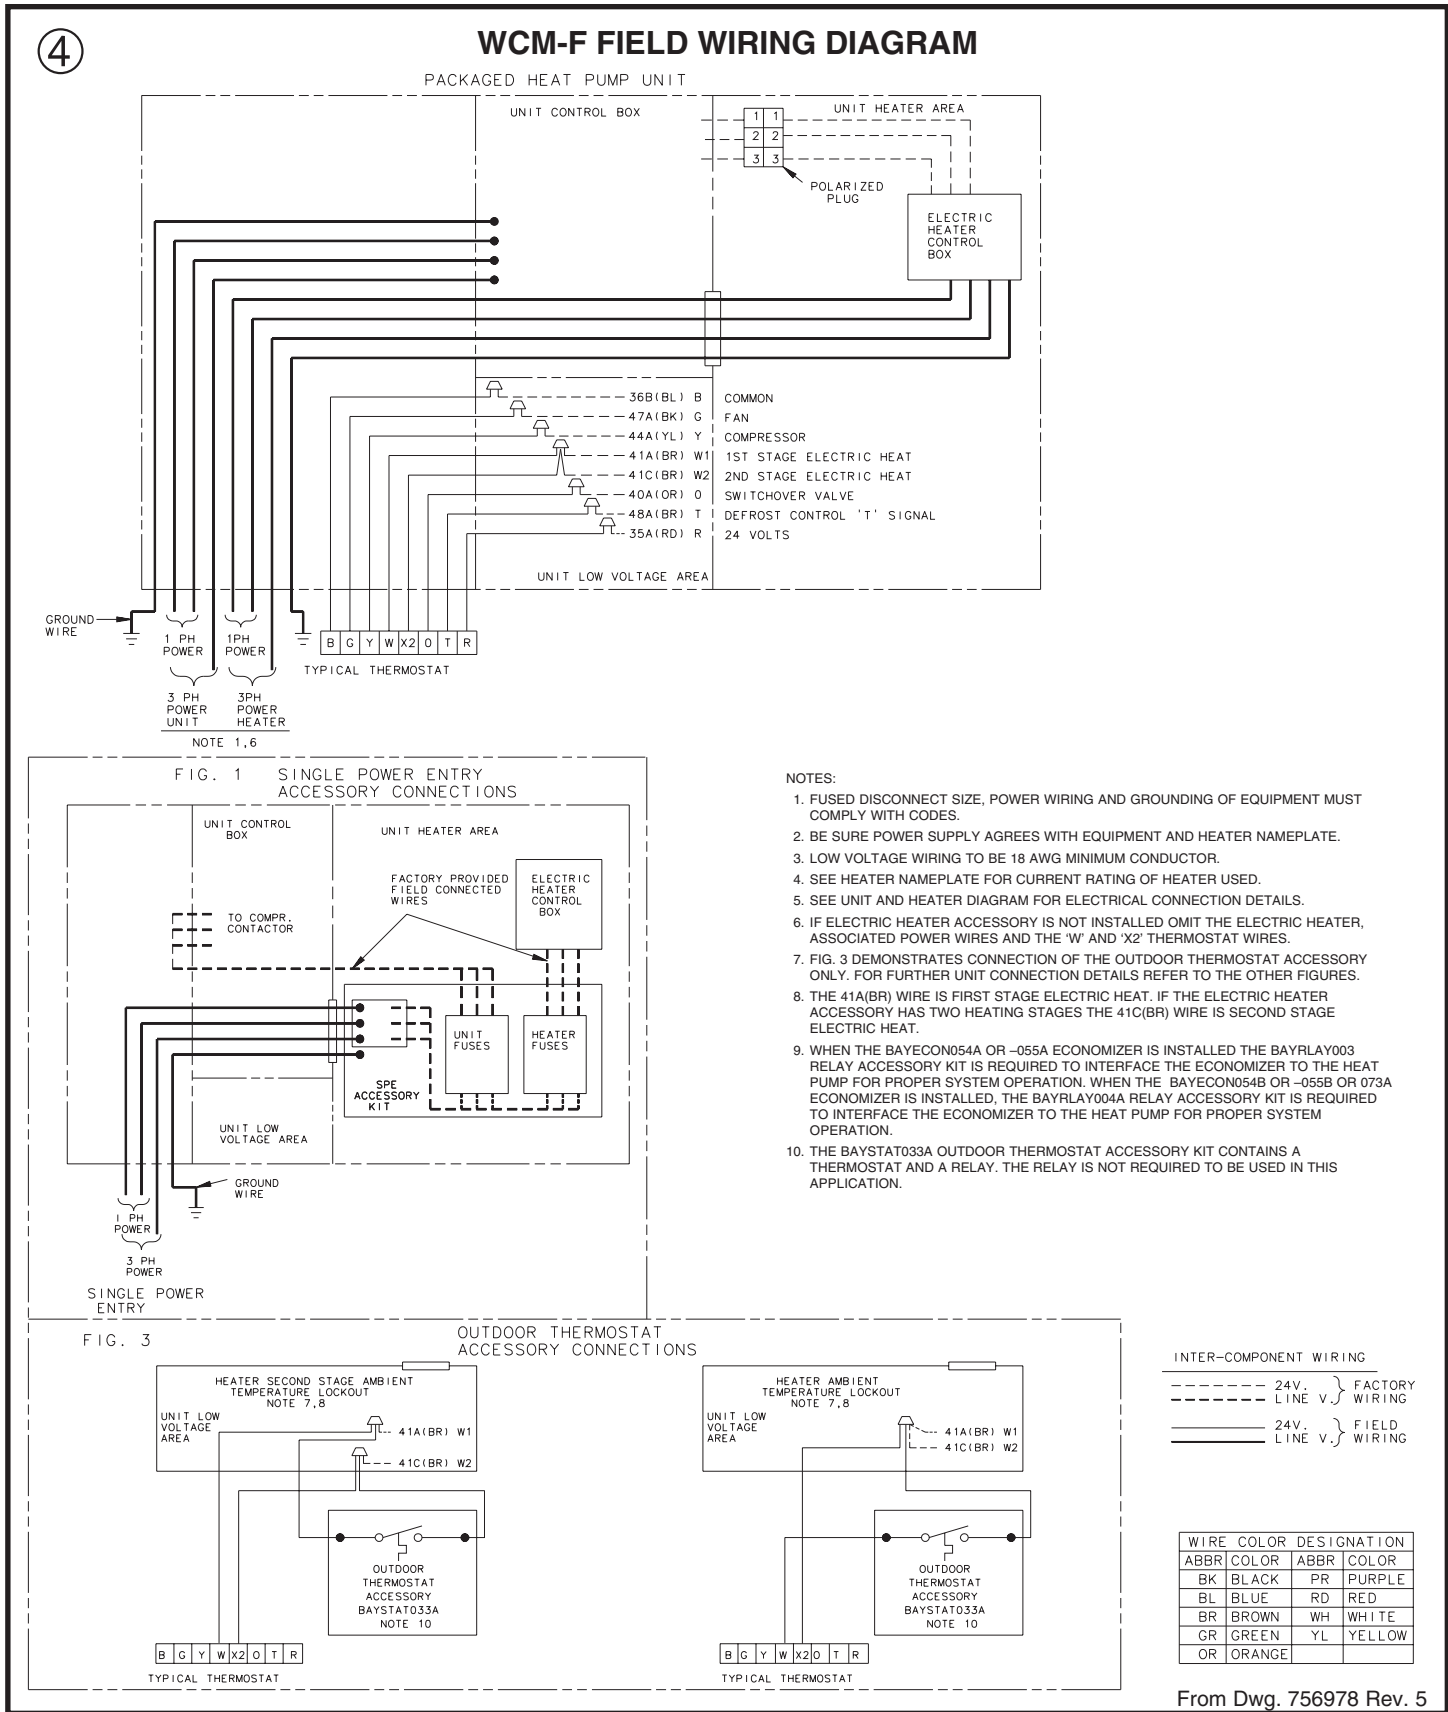 4
WCM-F FIELD WIRING DIAGRAM
PACKAGED HEAT PUMP UNIT
UNIT CONTROL BOX
UNIT HEATER AREA
1 1
2 2
3 3
POLARIZED
PLUG
ELECTRIC
HEATER
CONTROL
BOX
36B(BL) B COMMON
47A(BK) G FAN
44A(YL) Y COMPRESSOR
41A(BR) W1 1ST STAGE ELECTRIC HEAT
41C(BR) W2 2ND STAGE ELECTRIC HEAT
40A(OR) O SWITCHOVER VALVE
48A(BR) T DEFROST CONTROL 'T' SIGNAL
35A(RD) R 24 VOLTS
UNIT LOW VOLTAGE AREA
GROUND
WIRE
1 PH
POWER
1PH
POWER
B G Y W X2 O T R
TYPICAL THERMOSTAT
3 PH
POWER
UNIT
3PH
POWER
HEATER
NOTE 1,6
FIG. 1 SINGLE POWER ENTRY
ACCESSORY CONNECTIONS
UNIT CONTROL
BOX
UNIT HEATER AREA
FACTORY PROVIDED
FIELD CONNECTED
WIRES
ELECTRIC
HEATER
CONTROL
BOX
TO COMPR.
CONTACTOR
UNIT
FUSES
HEATER
FUSES
SPE
ACCESSORY
KIT
UNIT LOW
VOLTAGE AREA
GROUND
WIRE
1 PH
POWER
3 PH
POWER
SINGLE POWER
ENTRY
NOTES:
1. FUSED DISCONNECT SIZE, POWER WIRING AND GROUNDING OF EQUIPMENT MUST
COMPLY WITH CODES.
2. BE SURE POWER SUPPLY AGREES WITH EQUIPMENT AND HEATER NAMEPLATE.
3. LOW VOLTAGE WIRING TO BE 18 AWG MINIMUM CONDUCTOR.
4. SEE HEATER NAMEPLATE FOR CURRENT RATING OF HEATER USED.
5. SEE UNIT AND HEATER DIAGRAM FOR ELECTRICAL CONNECTION DETAILS.
6. IF ELECTRIC HEATER ACCESSORY IS NOT INSTALLED OMIT THE ELECTRIC HEATER,
ASSOCIATED POWER WIRES AND THE 'W' AND 'X2' THERMOSTAT WIRES.
7. FIG. 3 DEMONSTRATES CONNECTION OF THE OUTDOOR THERMOSTAT ACCESSORY
ONLY. FOR FURTHER UNIT CONNECTION DETAILS REFER TO THE OTHER FIGURES.
8. THE 41A(BR) WIRE IS FIRST STAGE ELECTRIC HEAT. IF THE ELECTRIC HEATER
ACCESSORY HAS TWO HEATING STAGES THE 41C(BR) WIRE IS SECOND STAGE
ELECTRIC HEAT.
9. WHEN THE BAYECON054A OR –055A ECONOMIZER IS INSTALLED THE BAYRLAY003
RELAY ACCESSORY KIT IS REQUIRED TO INTERFACE THE ECONOMIZER TO THE HEAT
PUMP FOR PROPER SYSTEM OPERATION. WHEN THE BAYECON054B OR –055B OR 073A
ECONOMIZER IS INSTALLED, THE BAYRLAY004A RELAY ACCESSORY KIT IS REQUIRED
TO INTERFACE THE ECONOMIZER TO THE HEAT PUMP FOR PROPER SYSTEM
OPERATION.
10. THE BAYSTAT033A OUTDOOR THERMOSTAT ACCESSORY KIT CONTAINS A
THERMOSTAT AND A RELAY. THE RELAY IS NOT REQUIRED TO BE USED IN THIS
APPLICATION.
FIG. 3
OUTDOOR THERMOSTAT
ACCESSORY CONNECTIONS
HEATER SECOND STAGE AMBIENT
TEMPERATURE LOCKOUT
NOTE 7,8
UNIT LOW
VOLTAGE
AREA
41A(BR) W1
41C(BR) W2
OUTDOOR
THERMOSTAT
ACCESSORY
BAYSTAT033A
NOTE 10
B G Y W X2 O T R
TYPICAL THERMOSTAT
HEATER AMBIENT
TEMPERATURE LOCKOUT
NOTE 7,8
UNIT LOW
VOLTAGE
AREA
41A(BR) W1
41C(BR) W2
OUTDOOR
THERMOSTAT
ACCESSORY
BAYSTAT033A
NOTE 10
B G Y W X2 O T R
TYPICAL THERMOSTAT
INTER-COMPONENT WIRING
24V. FACTORY
LINE V. WIRING
24V. FIELD
LINE V. WIRING
WIRE COLOR DESIGNATION
ABBR COLOR ABBR COLOR
BK BLACK PR PURPLE
BL BLUE RD RED
BR BROWN WH WHITE
GR GREEN YL YELLOW
OR ORANGE
From Dwg. 756978 Rev. 5